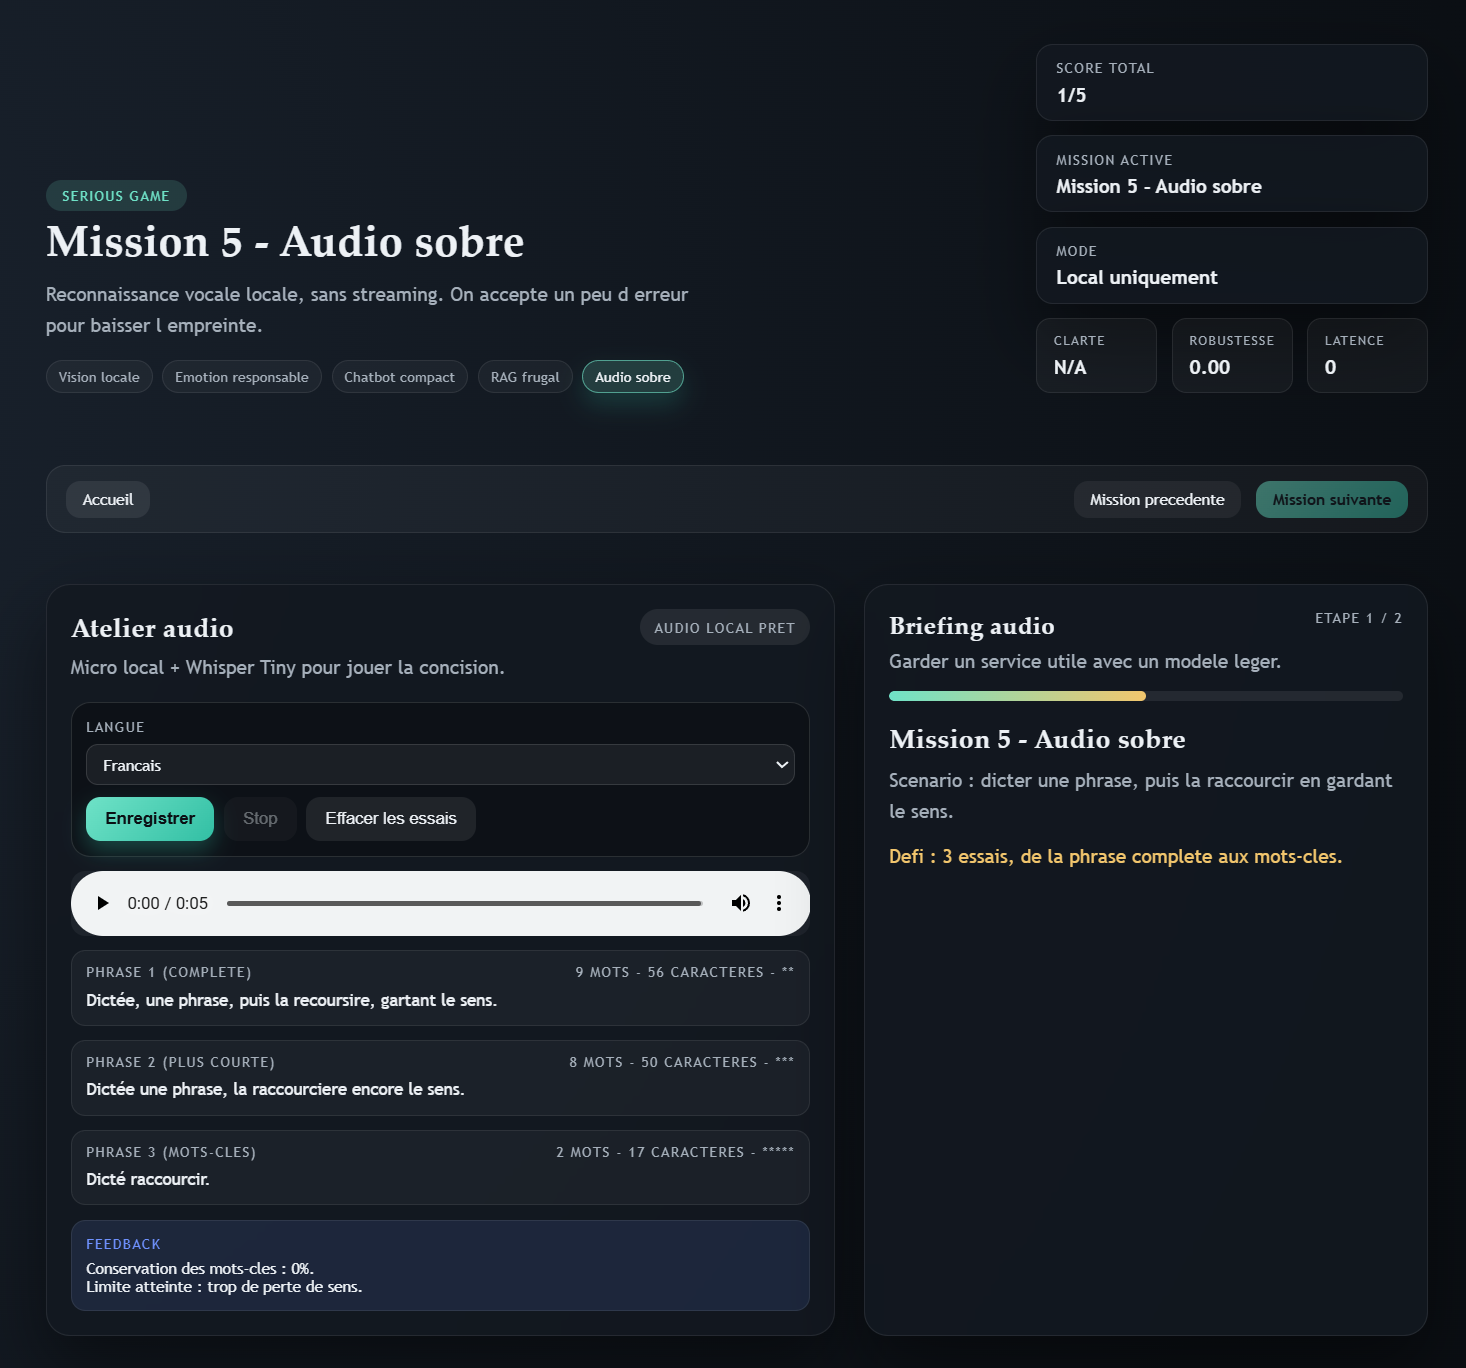 SCORE TOTAL
1/5
MISSION ACTIVE
Mission 5 - Audio sobre
MODE
Local uniquement
CLARTE
N/A
ROBUSTESSE
0.00
LATENCE
0
SERIOUS GAME
Mission 5 - Audio sobre
Reconnaissance vocale locale, sans streaming. On accepte un peu d erreur
pour baisser l empreinte.
Vision locale
Emotion responsable
Chatbot compact
RAG frugal
Audio sobre
Accueil
Mission precedente
Mission suivante
Atelier audio
AUDIO LOCAL PRET
Micro local + Whisper Tiny pour jouer la concision.
LANGUE
Francais
Enregistrer
Stop
Effacer les essais
0:00 / 0:05
PHRASE 1 (COMPLETE)
9 MOTS - 56 CARACTERES - **
Dictée, une phrase, puis la recoursire, gartant le sens.
PHRASE 2 (PLUS COURTE)
8 MOTS - 50 CARACTERES - ***
Dictée une phrase, la raccourciere encore le sens.
PHRASE 3 (MOTS-CLES)
2 MOTS - 17 CARACTERES - *****
Dicté raccourcir.
FEEDBACK
Conservation des mots-cles : 0%.
Limite atteinte : trop de perte de sens.
Briefing audio
ETAPE 1 / 2
Garder un service utile avec un modele leger.
Mission 5 - Audio sobre
Scenario : dicter une phrase, puis la raccourcir en gardant
le sens.
Defi : 3 essais, de la phrase complete aux mots-cles.